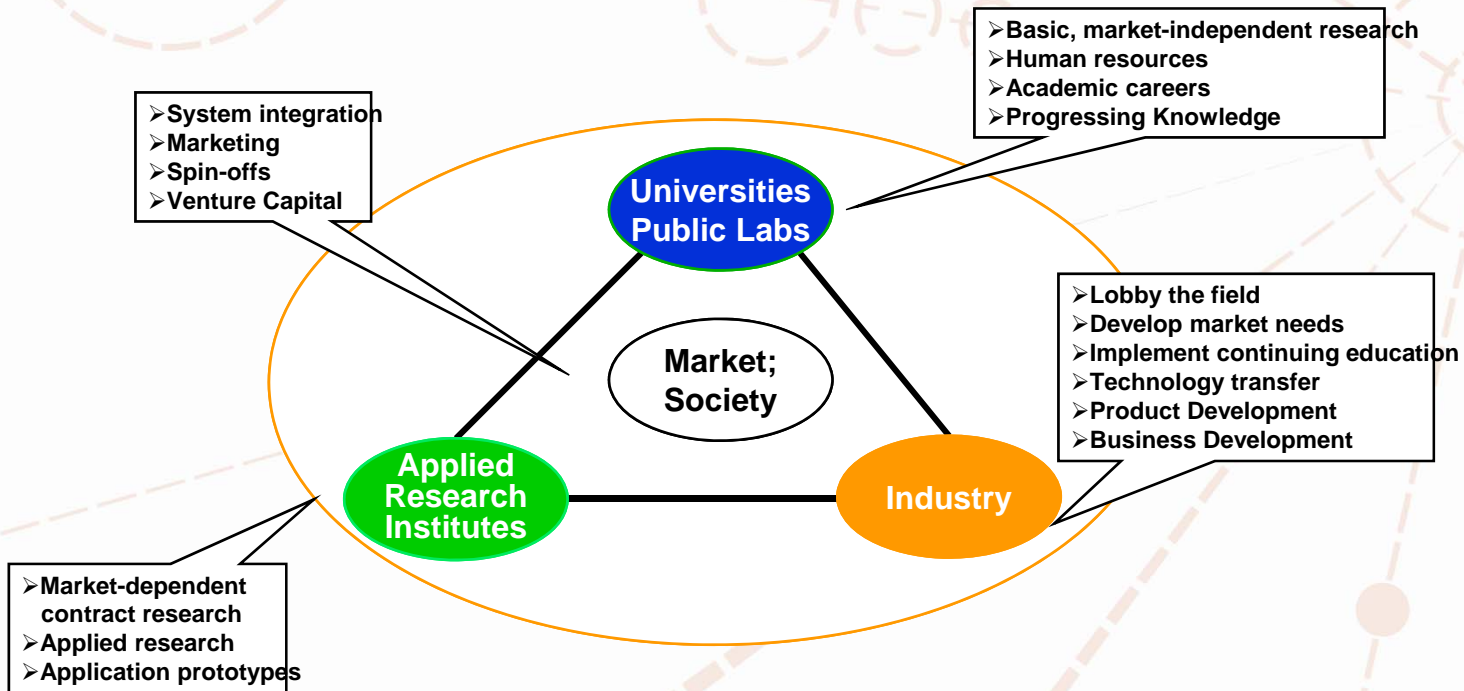 ➢Basic, market-independent research
➢Human resources
➢Academic careers
➢Progressing Knowledge
➢System integration
➢Marketing
➢Spin-offs
➢Venture Capital
Universities
Public Labs
➢Lobby the field
➢Develop market needs
➢Implement continuing education
➢Technology transfer
➢Product Development
➢Business Development
Market;
Society
Applied
Research
Institutes
Industry
➢Market-dependent
contract research
➢Applied research
➢Application prototypes